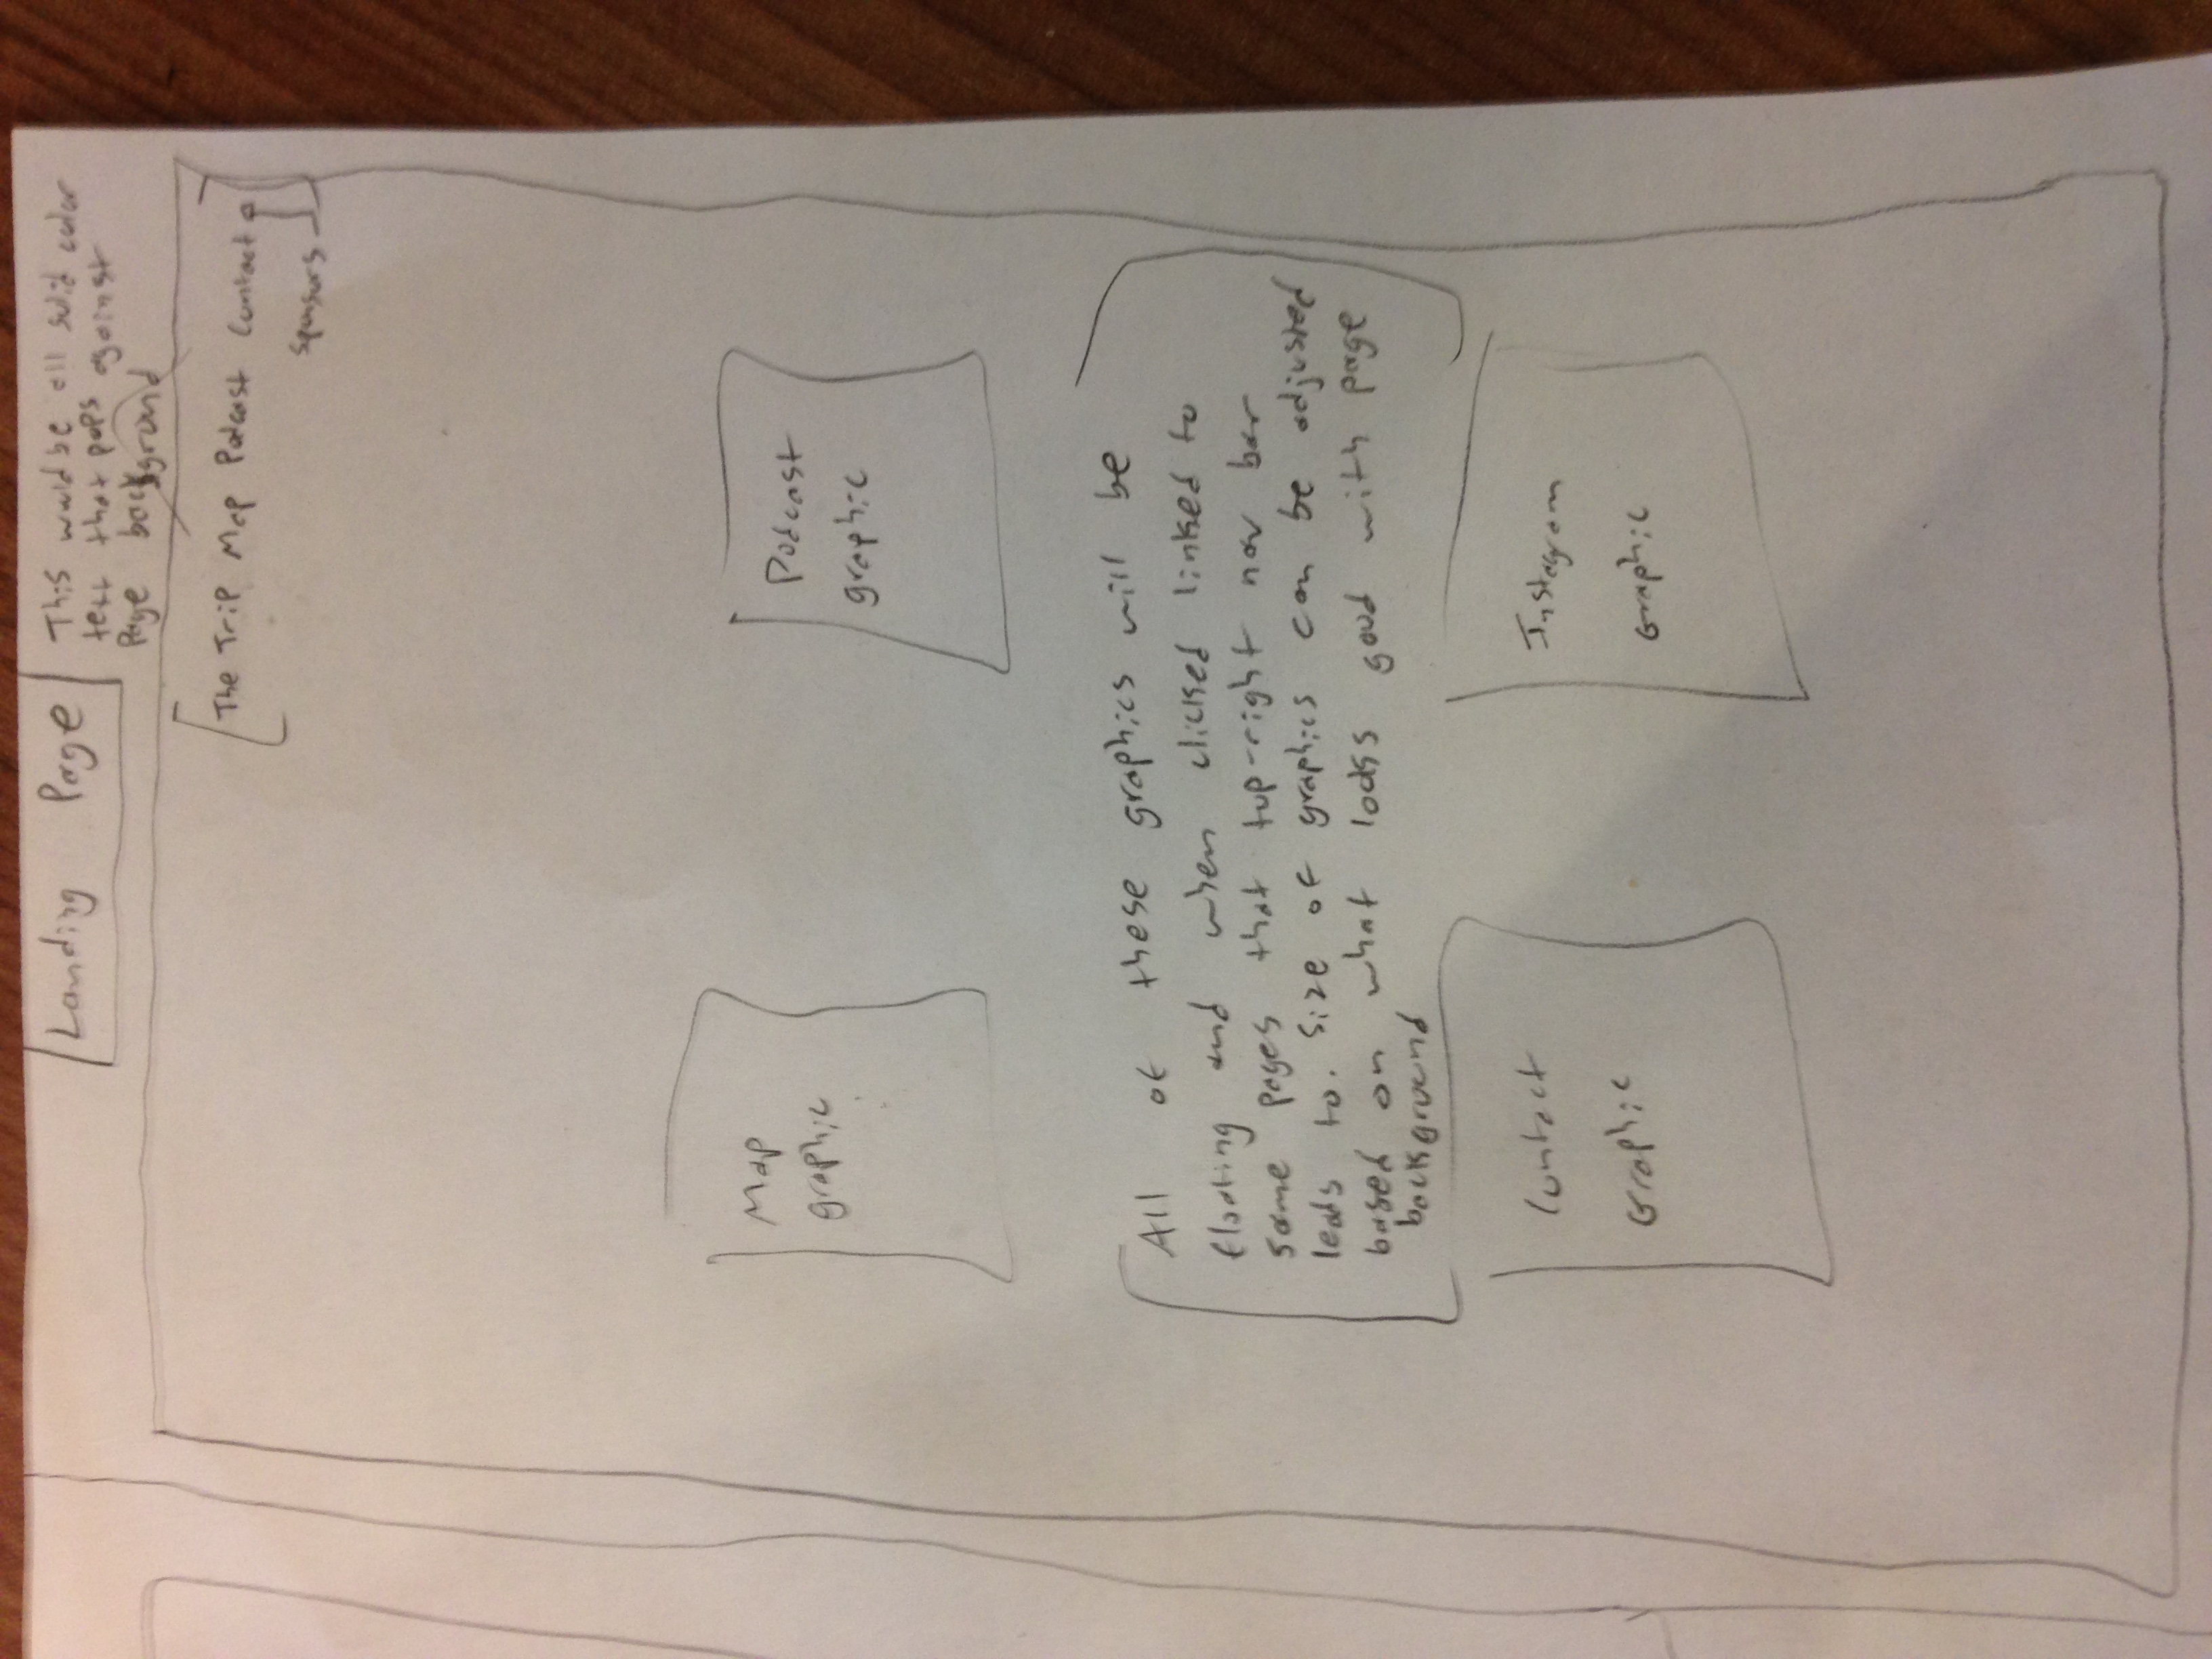 Landing Page
This would be all solid color
text that pops against
Page background
The Trip Map Podcast Contact
sponsors
Map
graphic
Podcast
graphic
All of these graphics will be
floating and when clicked linked to
same pages that top-right nav bar
leads to. Size of graphics can be adjusted
based on what looks good with page
background
Contact
Graphic
Instagram
Graphic